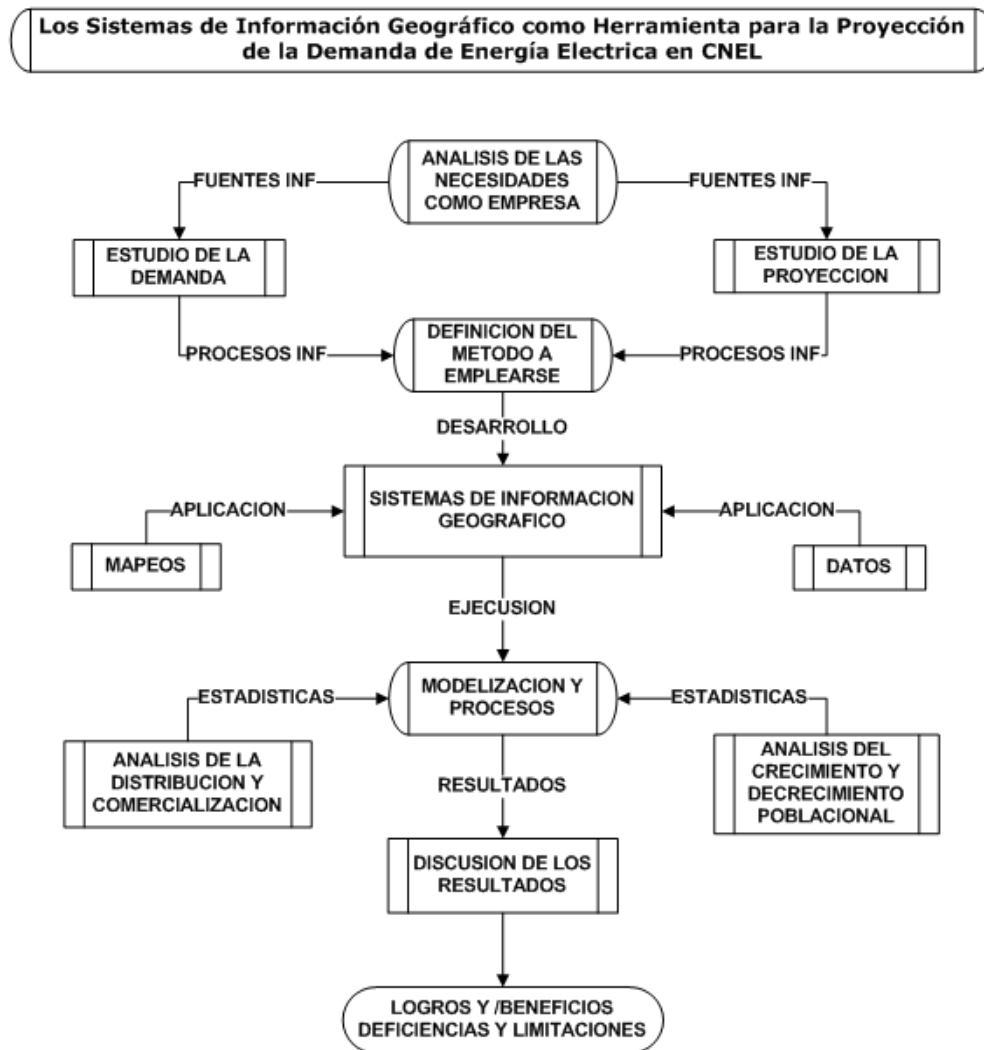 Los Sistemas de Información Geográfico como Herramienta para la Proyección
de la Demanda de Energía Electrica en CNEL
ANALISIS DE LAS
NECESIDADES
COMO EMPRESA
FUENTES INF
FUENTES INF
ESTUDIO DE LA
DEMANDA
ESTUDIO DE LA
PROYECCION
DEFINICION DEL
METODO A
EMPLEARSE
PROCESOS INF
PROCESOS INF
DESARROLLO
SISTEMAS DE INFORMACION
GEOGRAFICO
APLICACION
APLICACION
MAPEOS
DATOS
EJECUSION
MODELIZACION Y
PROCESOS
ESTADISTICAS
ESTADISTICAS
ANALISIS DE LA
DISTRIBUCION Y
COMERCIALIZACION
ANALISIS DEL
CRECIMIENTO Y
DECRECIMIENTO
POBLACIONAL
RESULTADOS
DISCUSION DE LOS
RESULTADOS
LOGROS Y /BENEFICIOS
DEFICIENCIAS Y LIMITACIONES